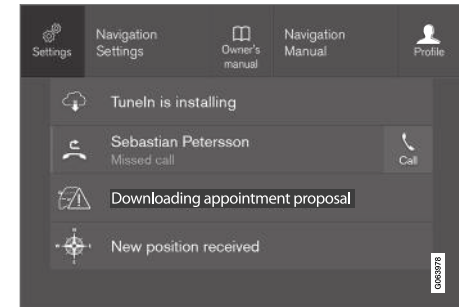 Settings
Navigation
Settings
Owner's
manual
Navigation
Manual
Profile
TuneIn is installing
Sebastian Petersson
Missed call
Call
Downloading appointment proposal
New position received
G063978